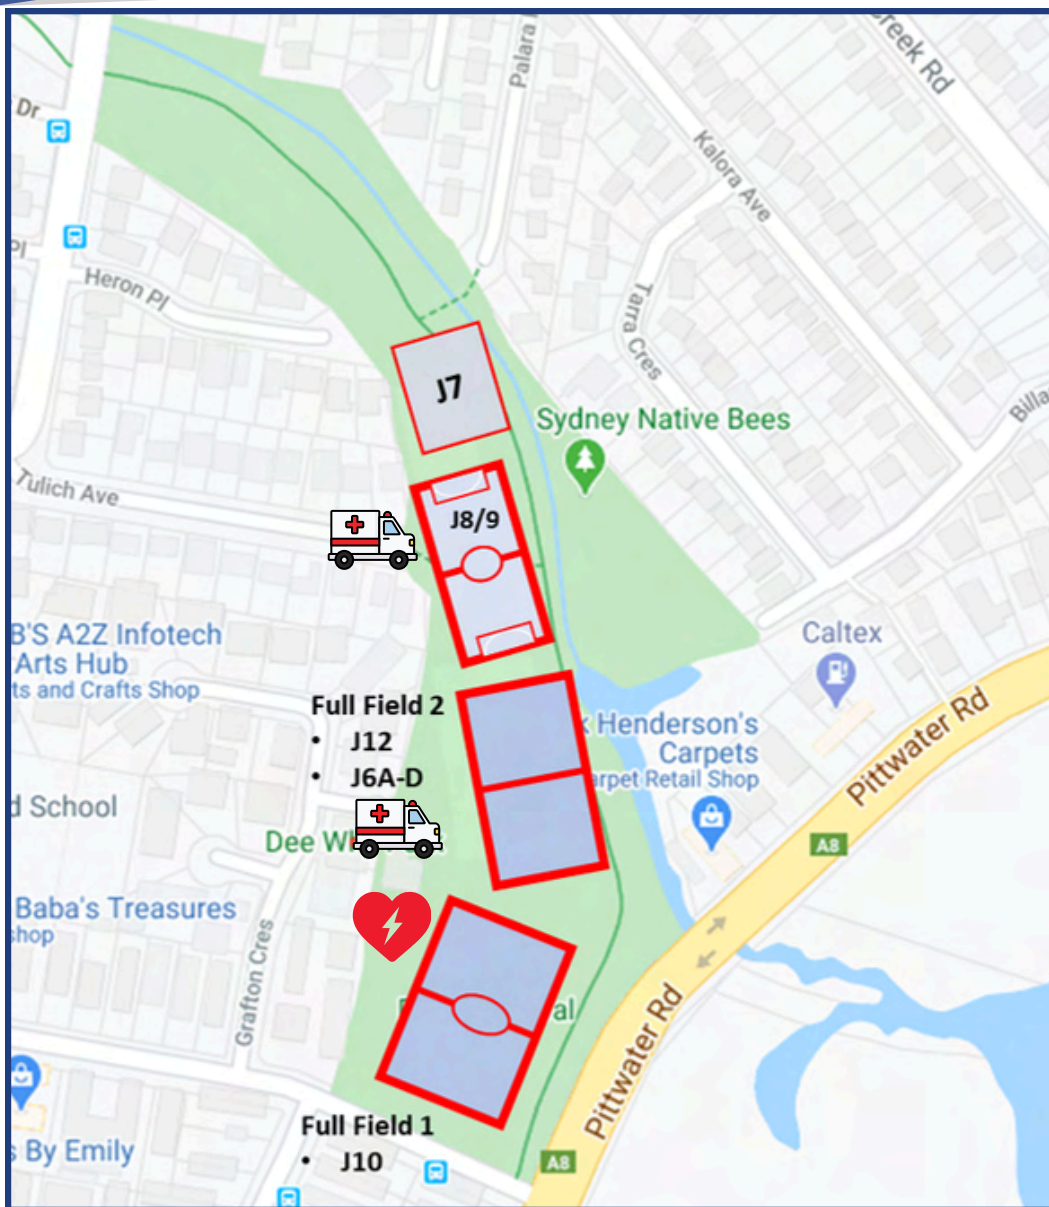 Palara
Creek Rd
Dr
Kalora Ave
Pl
Heron Pl
Tarra Cres
J7
Billa
Sydney Native Bees
Tulich Ave
J8/9
B'S A2Z Infotech
Arts Hub
ts and Crafts Shop
Caltex
Full Field 2
• J12
• J6A-D
k Henderson's
Carpets
arpet Retail Shop
Pittwater Rd
d School
A8
Dee Wh
Baba's Treasures
shop
Grafton Cres
al
Pittwater Rd
Full Field 1
• J10
s By Emily
A8